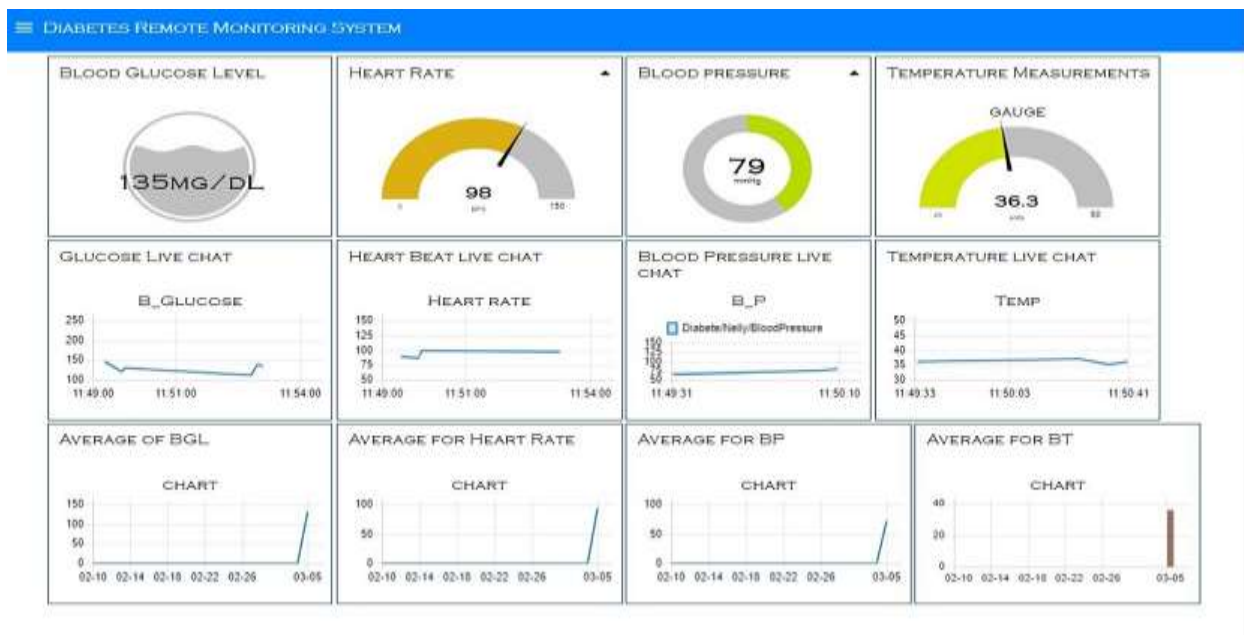 DIABETES REMOTE MONITORING SYSTEM
BLOOD GLUCOSE LEVEL
135MG/DL
HEART RATE
98
0
150
BLOOD PRESSURE
79
mmHg
TEMPERATURE MEASUREMENTS
GAUGE
36.3
units
50
GLUCOSE LIVE CHAT
B_GLUCOSE
250
200
150
100
11:49:00 11:51:00 11:54:00
HEART BEAT LIVE CHAT
HEART RATE
150
125
100
75
50
11:49:00 11:51:00 11:54:00
BLOOD PRESSURE LIVE
CHAT
B_P
Diabete/Nelly/BloodPressure
150
100
50
11:49:31 11:50:10
TEMPERATURE LIVE CHAT
TEMP
50
45
40
35
30
11:49:33 11:50:03 11:50:41
AVERAGE OF BGL
CHART
150
100
50
0
02-10 02-14 02-18 02-22 02-26 03-05
AVERAGE FOR HEART RATE
CHART
100
50
0
02-10 02-14 02-18 02-22 02-26 03-05
AVERAGE FOR BP
CHART
100
50
0
02-10 02-14 02-18 02-22 02-26 03-05
AVERAGE FOR BT
CHART
40
20
0
02-10 02-14 02-18 02-22 02-26 03-05